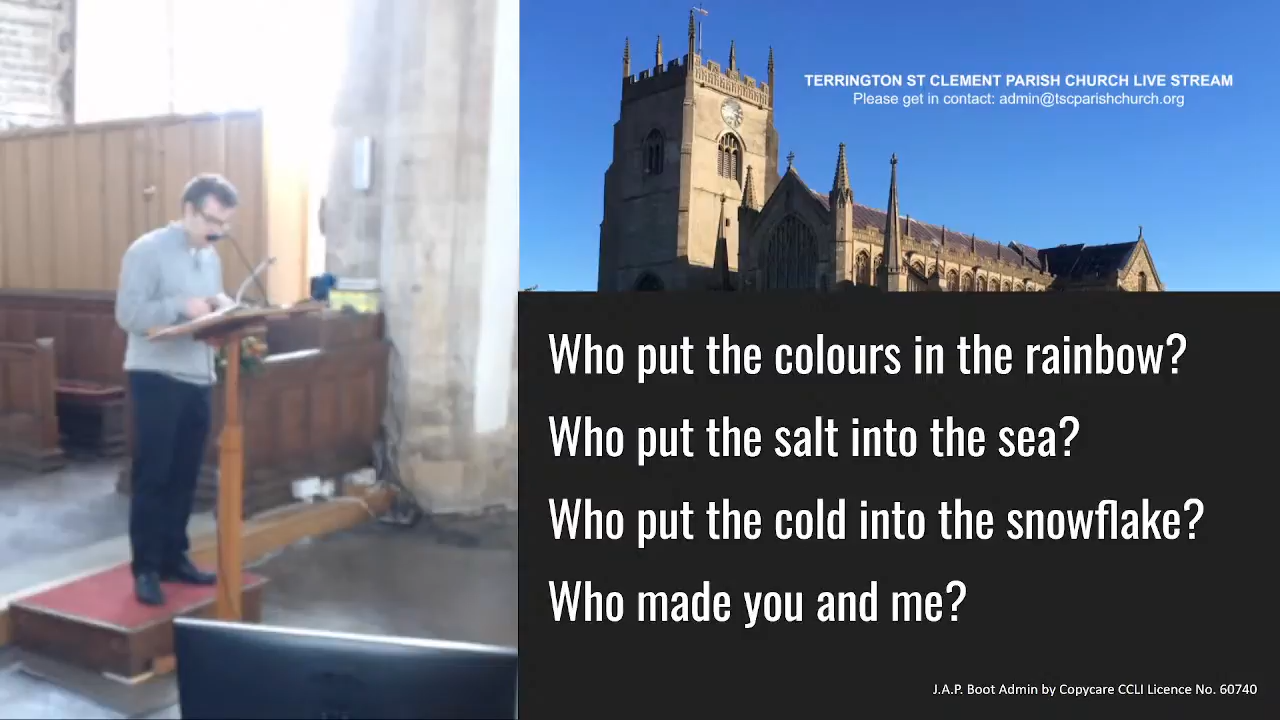 TERRINGTON ST CLEMENT PARISH CHURCH LIVE STREAM
Please get in contact: admin@tscparishchurch.org
Who put the colours in the rainbow?
Who put the salt into the sea?
Who put the cold into the snowflake?
Who made you and me?
J.A.P. Boot Admin by Copycare CCLI Licence No. 60740